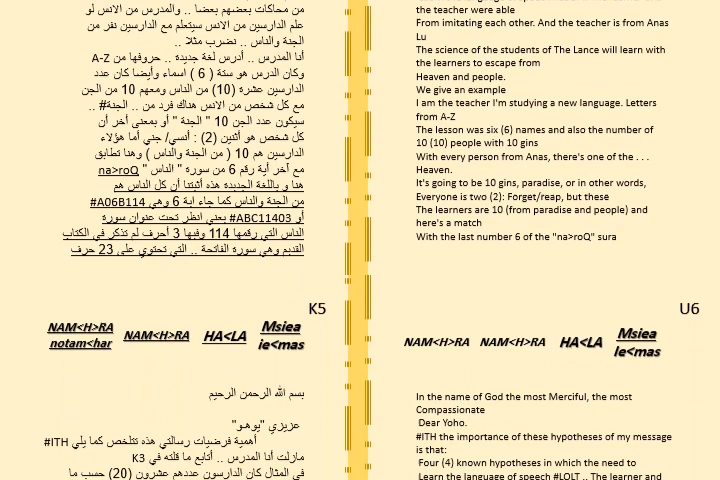 من محاكات بعضهم بعضا .. والمدرس من الانس لو
علم الدارسين من الانس سيتعلم مع الدارسين نفر من
الجنة والناس .. نضرب مثلا ..
أنا المدرس .. أدرس لغة جديدة .. حروفها من A-Z
وكان الدرس هو ستة ( 6 ) اسماء وأيضا كان عدد
الدارسين عشرة (10) من الناس ومعهم 10 من الجن
مع كل شخص من الانس هناك فرد من .. الجنة# ..
سيكون عدد الجن 10 " الجنة " أو بمعنى أخر أن
كل شخص هو أثنين (2) : أنسي/ جني أما هؤلاء
الدارسين هم 10 ( من الجنة والناس ) وهنا تطابق
مع آخر أية رقم 6 من سورة " الناس " na>roQ
هنا و باللغة الجديدة هذه أثبتنا أن كل الناس هم
من الجنة والناس كما جاء اية 6 وهي A06B114#
أو ABC11403# يعني انظر تحت عنوان سورة
الناس التي رقمها 114 وفيها 3 أحرف لم تذكر في الكتاب
القديم وهي سورة الفاتحة .. التي تحتوي على 23 حرف
K5
NAM<H>RA
notam<har
NAM<H>RA
HA<LA
Msiea
ie<mas
بسم الله الرحمن الرحيم
عزيزي "يوهـو"
أهمية فرضيات رسالتي هذه تتلخص كما يلي ITH#
مازلت أنا المدرس .. أتابع ما قلته في K3
في المثال كان الدارسون عددهم عشرون (20) حسب ما
the teacher were able
From imitating each other. And the teacher is from Anas
Lu
The science of the students of The Lance will learn with
the learners to escape from
Heaven and people.
We give an example
I am the teacher I'm studying a new language. Letters
from A-Z
The lesson was six (6) names and also the number of
10 (10) people with 10 gins
With every person from Anas, there's one of the . . .
Heaven.
It's going to be 10 gins, paradise, or in other words,
Everyone is two (2): Forget/reap, but these
The learners are 10 (from paradise and people) and
here's a match
With the last number 6 of the "na>roQ" sura
U6
NAM<H>RA
NAM<H>RA
HA<LA
Msiea
Ie<mas
In the name of God the most Merciful, the most
Compassionate
Dear Yoho.
#ITH the importance of these hypotheses of my message
is that:
Four (4) known hypotheses in which the need to
Learn the language of speech #LOLT .. The learner and